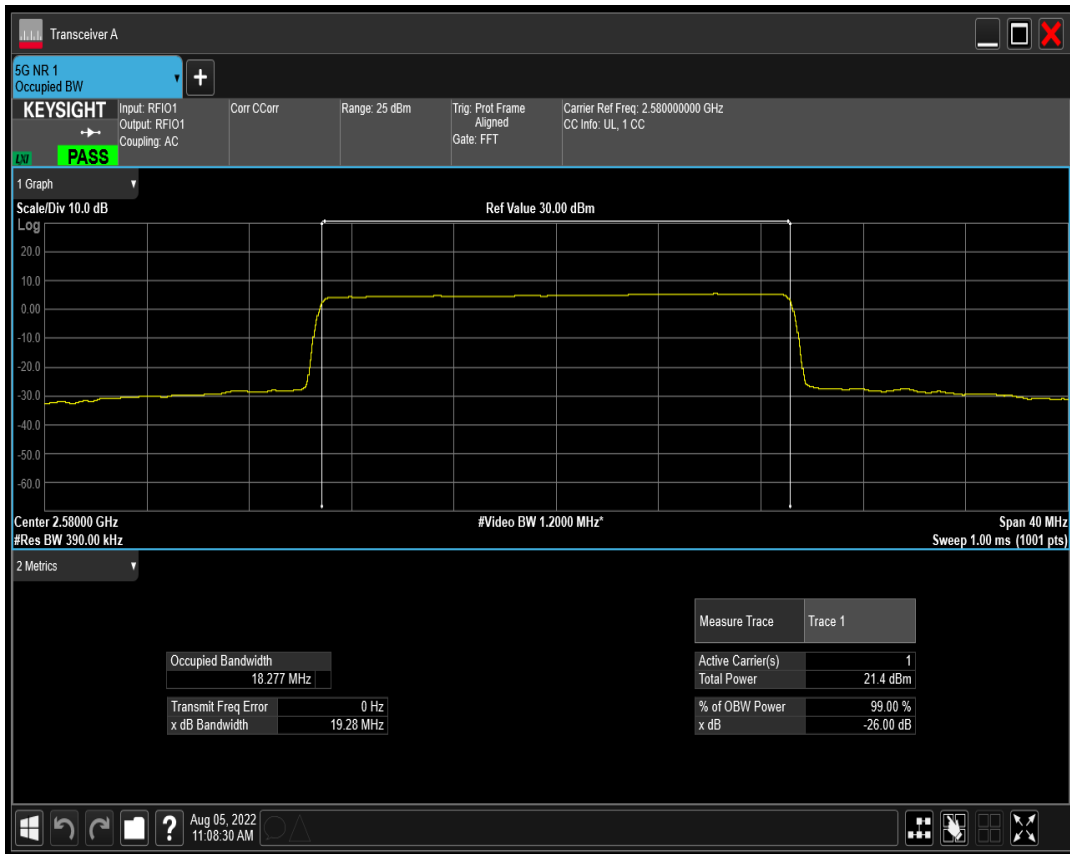 Transceiver A
5G NR 1
Occupied BW
+
KEYSIGHT
LXI
PASS
Input: RFIO1
Output: RFIO1
Coupling: AC
Corr CCorr
Range: 25 dBm
Trig: Prot Frame
Aligned
Gate: FFT
Carrier Ref Freq: 2.580000000 GHz
CC Info: UL, 1 CC
1 Graph
Scale/Div 10.0 dB
Ref Value 30.00 dBm
Log
20.0
10.0
0.00
-10.0
-20.0
-30.0
-40.0
-50.0
-60.0
Center 2.58000 GHz
#Video BW 1.2000 MHz*
Span 40 MHz
#Res BW 390.00 kHz
Sweep 1.00 ms (1001 pts)
2 Metrics
Measure Trace Trace 1
Occupied Bandwidth
18.277 MHz
Active Carrier(s) 1
Total Power 21.4 dBm
Transmit Freq Error 0 Hz
x dB Bandwidth 19.28 MHz
% of OBW Power 99.00 %
x dB -26.00 dB
?
Aug 05, 2022
11:08:30 AM